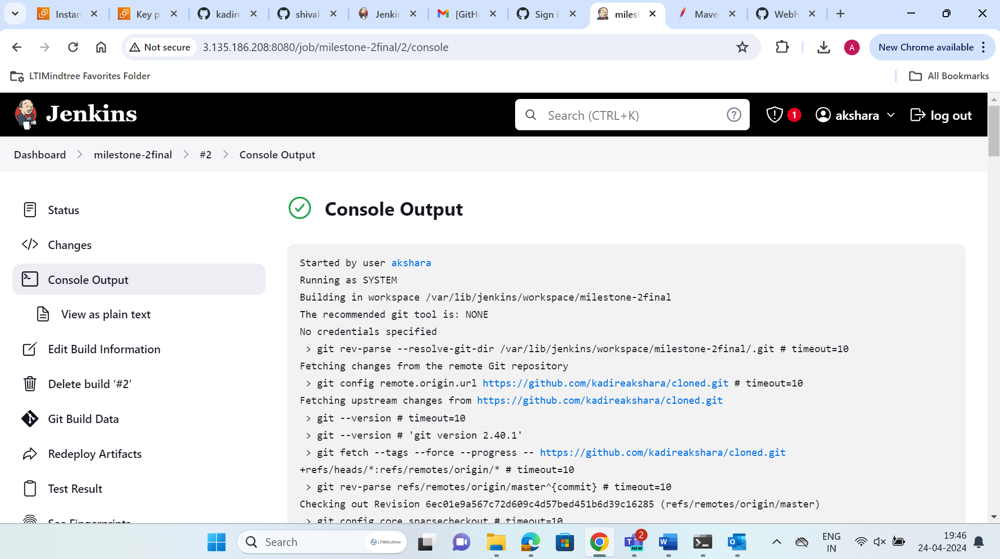 Instan
Key p
kadire
shival
Jenkin
[GitHu
Sign i
miles
Mave
Webh
Not secure
3.135.186.208:8080/job/milestone-2final/2/console
A
New Chrome available
LTIMindtree Favorites Folder
All Bookmarks
Jenkins
Search (CTRL+K)
1
akshara
log out
Dashboard
milestone-2final
#2
Console Output
Status
Changes
Console Output
View as plain text
Edit Build Information
Delete build ‘#2’
Git Build Data
Redeploy Artifacts
Test Result
See Fingerprints
Console Output
Started by user akshara
Running as SYSTEM
Building in workspace /var/lib/jenkins/workspace/milestone-2final
The recommended git tool is: NONE
No credentials specified
> git rev-parse --resolve-git-dir /var/lib/jenkins/workspace/milestone-2final/.git # timeout=10
Fetching changes from the remote Git repository
> git config remote.origin.url https://github.com/kadireakshara/cloned.git # timeout=10
Fetching upstream changes from https://github.com/kadireakshara/cloned.git
> git --version # timeout=10
> git --version # 'git version 2.40.1'
> git fetch --tags --force --progress -- https://github.com/kadireakshara/cloned.git
+refs/heads/*:refs/remotes/origin/* # timeout=10
> git rev-parse refs/remotes/origin/master^{commit} # timeout=10
Checking out Revision 6ec01e9a567c72d609c4d57bed451b6d39c16285 (refs/remotes/origin/master)
> git config core.sparsecheckout # timeout=10
Search
LTIMindtree
2
NEW
ENG
IN
19:46
24-04-2024